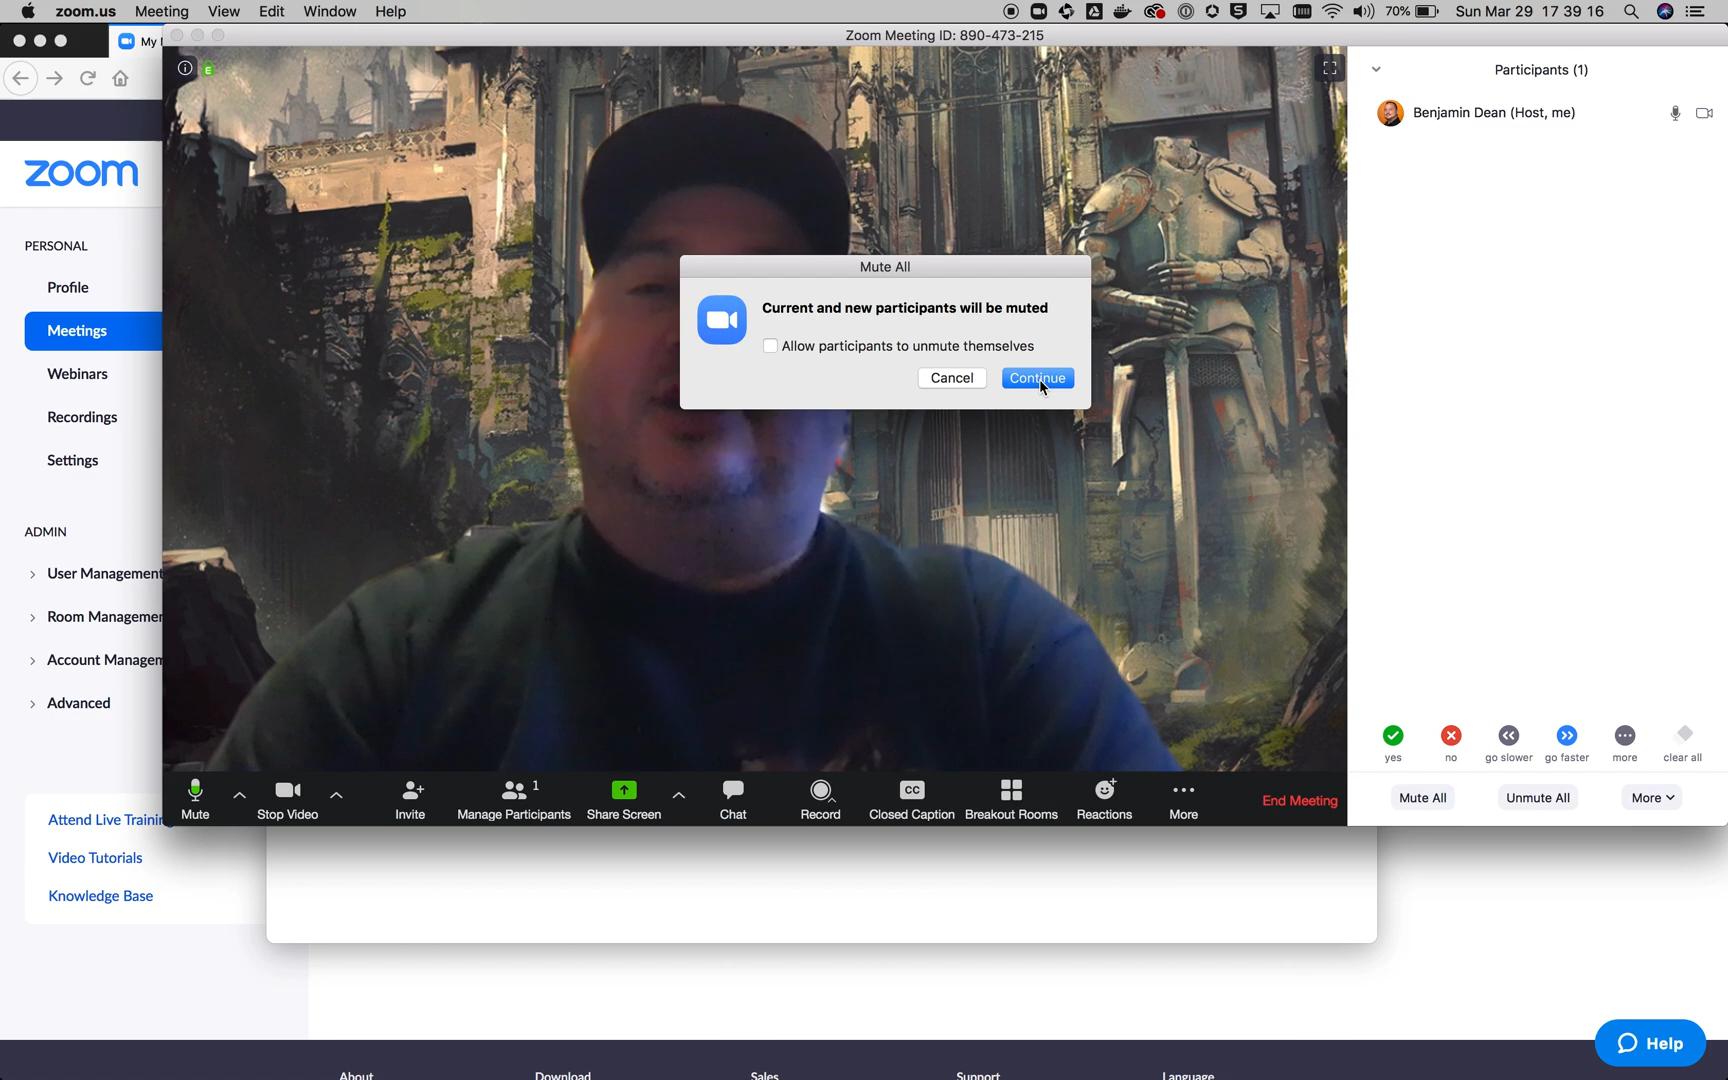 zoom.us Meeting View Edit Window Help
70% Sun Mar 29 17 39 16
My
Zoom Meeting ID: 890-473-215
E
zoom
PERSONAL
Profile
Meetings
Webinars
Recordings
Settings
ADMIN
User Management
Room Managemen
Account Managem
Advanced
Attend Live Training
Video Tutorials
Knowledge Base
Mute All
Current and new participants will be muted
Allow participants to unmute themselves
Cancel Continue
Participants (1)
Benjamin Dean (Host, me)
yes no go slower go faster more clear all
Mute All Unmute All More
Mute Stop Video Invite Manage Participants 1 Share Screen Chat Record CC Closed Caption Breakout Rooms Reactions More End Meeting
Help
About Download Sales Support Language